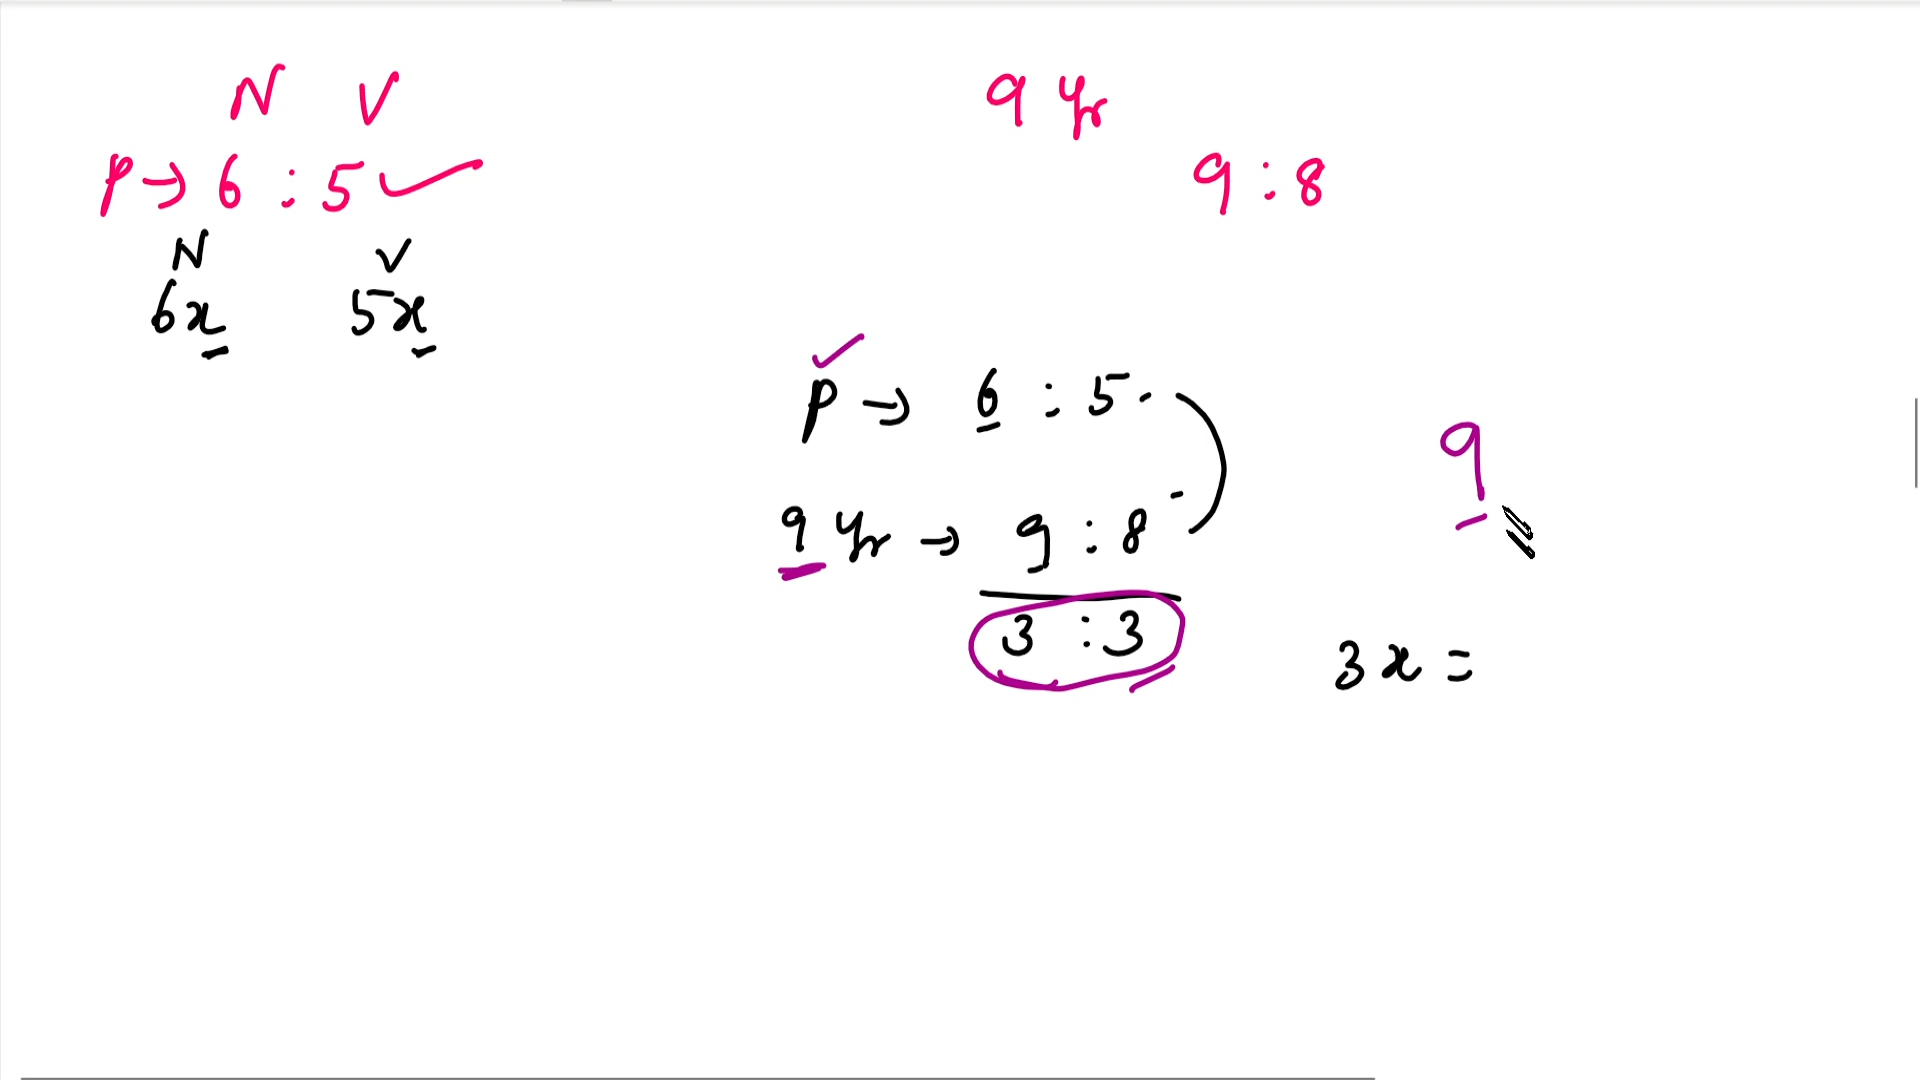 N V
P → 6 : 5 ✓
N V
6x 5x
9 yr
9 : 8
✓
P → 6 : 5
9 yr → 9 : 8
3 : 3
9
3x =